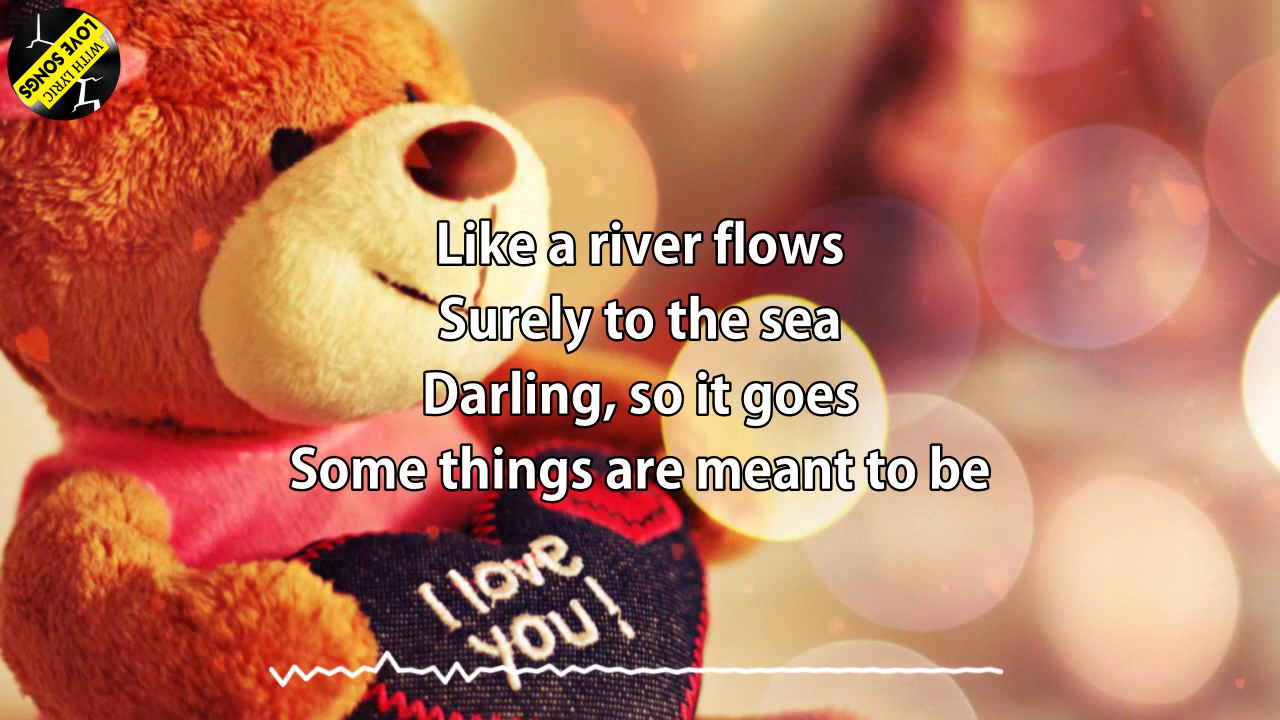 LOVE SONGS
WITH LYRIC
Like a river flows
Surely to the sea
Darling, so it goes
Some things are meant to be
I love
you!